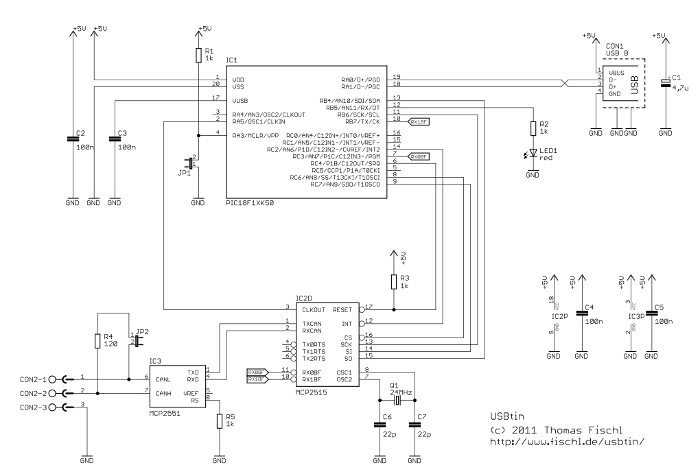 +5V +5V +5V +5V +5V
R1
1k
IC1
CON1
USB B
1 VDD
20 VSS
17 VUSB
3 RA4/AN3/OSC2/CLKOUT
2 RA5/OSC1/CLKIN
4 RA3/MCLR/VPP
RA0/D+/PGD 19
RA1/D-/PGC 18
RB4/AN10/SDI/SDA 13
RB5/AN11/RX/DT 12
RB6/SCK/SCL 11
RB7/TX/CK 10
RX1BF
RC0/AN4/C12IN+/INT0/VREF+ 16
RC1/AN5/C12IN1-/INT1/VREF- 15
RC2/AN6/P1D/C12IN2-/CVREF/INT2 14
RC3/AN7/P1C/C12IN3-/PGM 7
RX0BF
RC4/P1B/C12OUT/SRQ 6
RC5/CCP1/P1A/T0CKI 5
RC6/AN8/SS/T13CKI/T1OSCI 8
RC7/AN9/SDO/T1OSCO 9
PIC18F1XK50
1 VBUS
2 D-
3 D+
4 GND
USB
C1
4,7u
GND GND GND GND
C2
100n
C3
100n
JP1
GND GND GND
R2
1k
LED1
red
GND
+5V
R3
1k
IC2D
3 CLKOUT
RESET 17
1 TXCAN
2 RXCAN
INT 12
4 TX0RTS
5 TX1RTS
6 TX2RTS
CS 16
SCK 13
SI 14
SO 15
RX0BF 11 RX0BF
RX1BF 10 RX1BF
OSC1 8
OSC2 7
MCP2515
Q1
24MHz
C6
22p
C7
22p
GND GND
R4
120
JP2
IC3
CON2-1 1
CON2-2 2
CON2-3 3
6 CANL
7 CANH
TXD 1
RXD 4
VREF 5
RS 8
MCP2551
R5
1k
GND GND
+5V +5V +5V +5V
18 VCC
IC2P
9 GND
C4
100n
3 VCC
IC3P
2 GND
C5
100n
GND GND GND GND
USBtin
(c) 2011 Thomas Fischl
http://www.fischl.de/usbtin/